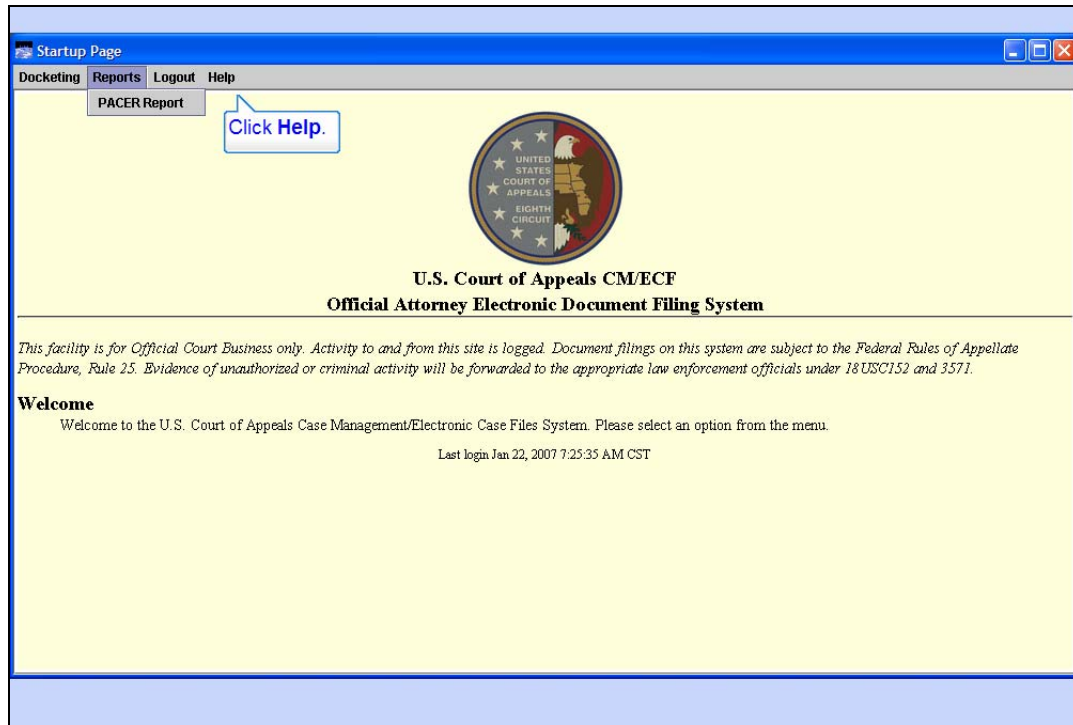 Startup Page
Docketing Reports Logout Help
PACER Report
Click Help.
UNITED
STATES
COURT OF
APPEALS
EIGHTH
CIRCUIT
U.S. Court of Appeals CM/ECF
Official Attorney Electronic Document Filing System
This facility is for Official Court Business only. Activity to and from this site is logged. Document filings on this system are subject to the Federal Rules of Appellate
Procedure, Rule 25. Evidence of unauthorized or criminal activity will be forwarded to the appropriate law enforcement officials under 18USC152 and 3571.
Welcome
Welcome to the U.S. Court of Appeals Case Management/Electronic Case Files System. Please select an option from the menu.
Last login Jan 22, 2007 7:25:35 AM CST